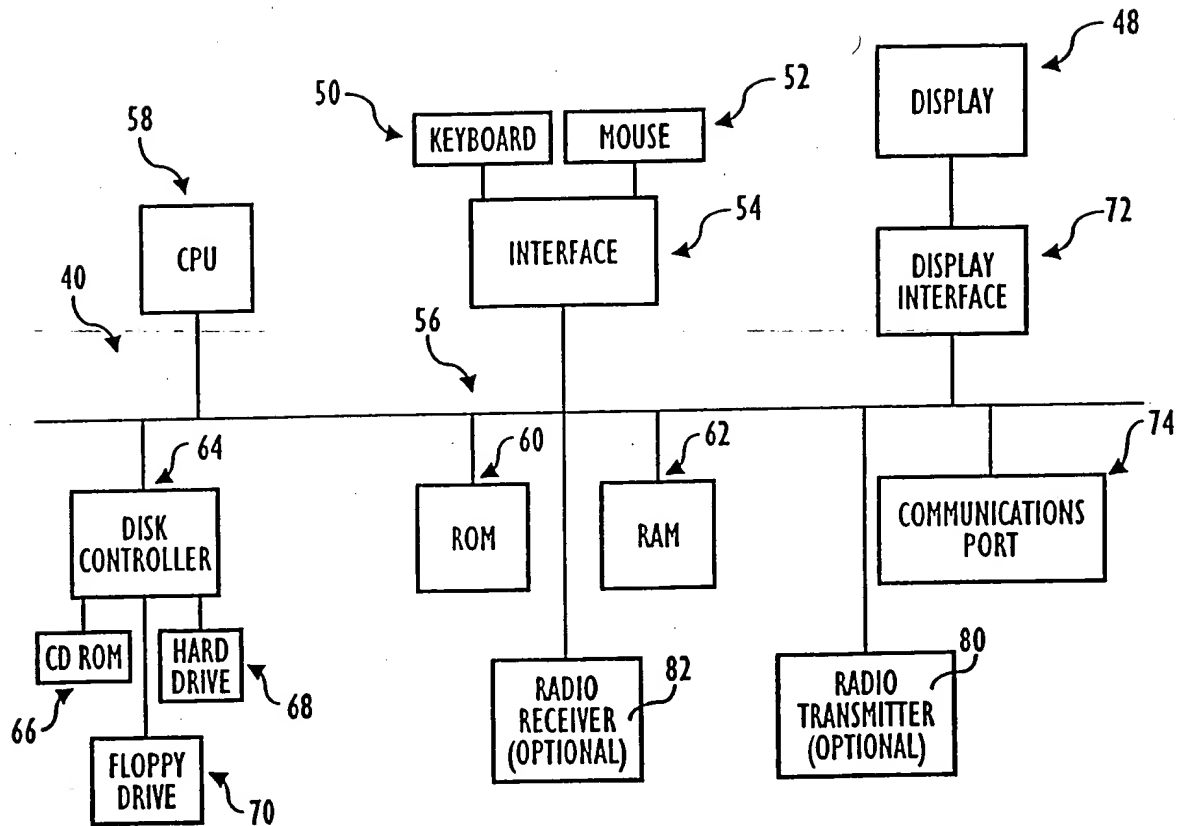 48
DISPLAY
50
KEYBOARD
52
MOUSE
58
CPU
54
INTERFACE
72
DISPLAY
INTERFACE
40
56
64
DISK
CONTROLLER
60
ROM
62
RAM
74
COMMUNICATIONS
PORT
CD ROM
66
HARD
DRIVE
68
FLOPPY
DRIVE
70
RADIO
RECEIVER
(OPTIONAL)
82
RADIO
TRANSMITTER
(OPTIONAL)
80